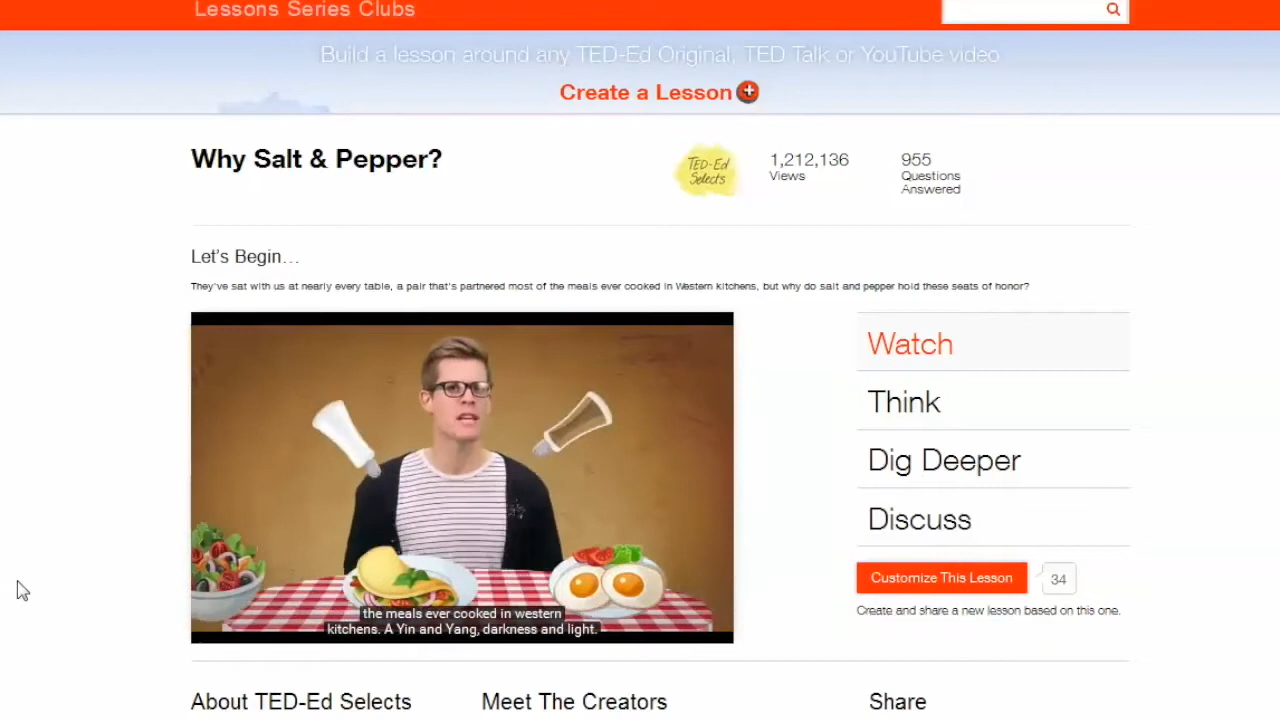 Lessons Series Clubs
Build a lesson around any TED-Ed Original, TED Talk or YouTube video
Create a Lesson
Why Salt & Pepper?
TED-Ed
Selects
1,212,136
Views
955
Questions
Answered
Let's Begin…
They've sat with us at nearly every table, a pair that's partnered most of the meals ever cooked in Western kitchens, but why do salt and pepper hold these seats of honor?
Watch
Think
Dig Deeper
Discuss
the meals ever cooked in western
kitchens. A Yin and Yang, darkness and light.
Customize This Lesson
34
Create and share a new lesson based on this one.
About TED-Ed Selects
Meet The Creators
Share